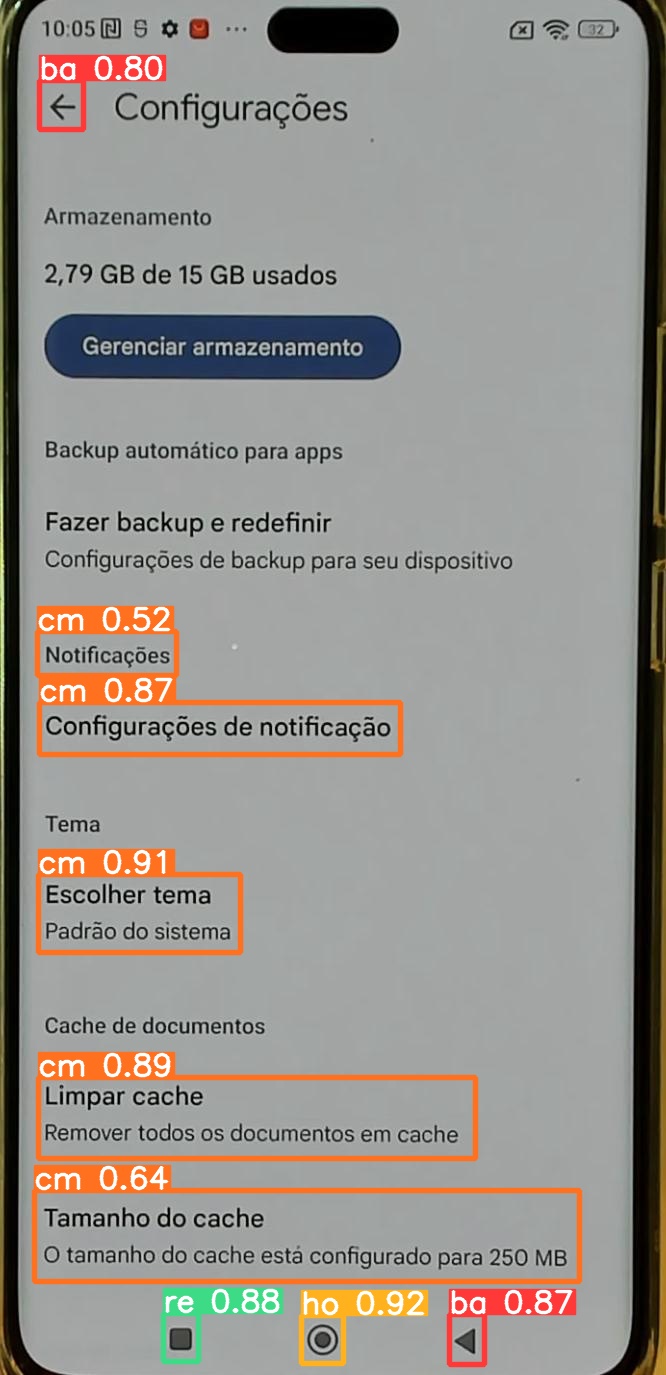 10:05 32
ba 0.80
Configurações
Armazenamento
2,79 GB de 15 GB usados
Gerenciar armazenamento
Backup automático para apps
Fazer backup e redefinir
Configurações de backup para seu dispositivo
cm 0.52
Notificações
cm 0.87
Configurações de notificação
Tema
cm 0.91
Escolher tema
Padrão do sistema
Cache de documentos
cm 0.89
Limpar cache
Remover todos os documentos em cache
cm 0.64
Tamanho do cache
O tamanho do cache está configurado para 250 MB
re 0.88 ho 0.92 ba 0.87